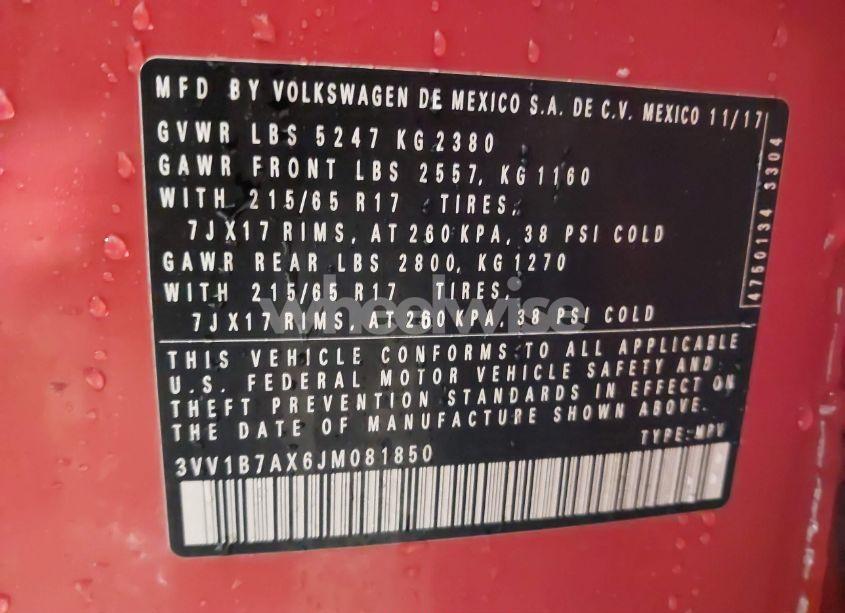 MFD BY VOLKSWAGEN DE MEXICO S.A. DE C.V. MEXICO 11/17
GVWR LBS 5247 KG 2380
GAWR FRONT LBS 2557, KG 1160
WITH 215/65 R17 TIRES,
7JX17 RIMS, AT 260 KPA, 38 PSI COLD
GAWR REAR LBS 2800, KG 1270
WITH 215/65 R17 TIRES,
7JX17 RIMS, AT 260 KPA, 38 PSI COLD
THIS VEHICLE CONFORMS TO ALL APPLICABLE
U.S. FEDERAL MOTOR VEHICLE SAFETY AND
THEFT PREVENTION STANDARDS IN EFFECT ON
THE DATE OF MANUFACTURE SHOWN ABOVE.
TYPE: MPV
3VV1B7AX6JM081850
4750134 3304
wheelwise